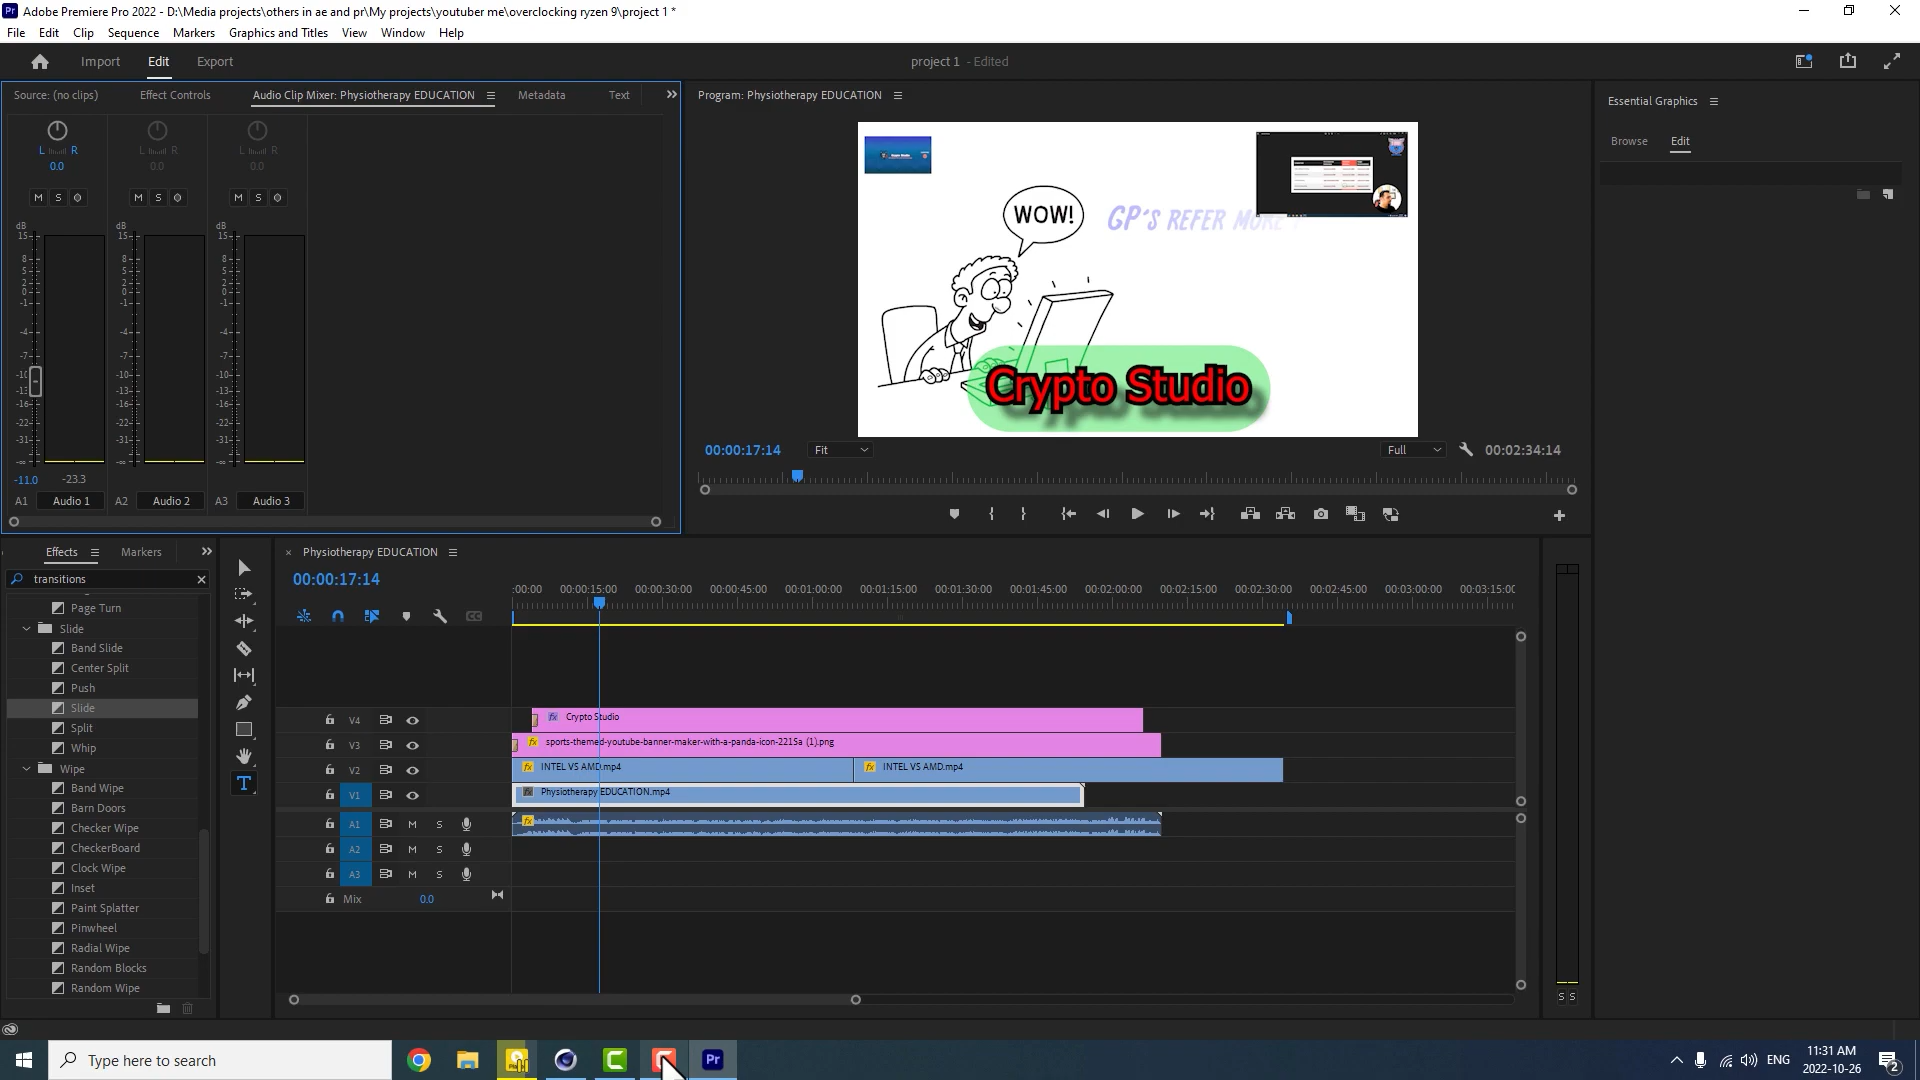 Adobe Premiere Pro 2022 - D:\Media projects\others in ae and pr\My projects\youtuber me\overclocking ryzen 9\project 1 *
File Edit Clip Sequence Markers Graphics and Titles View Window Help
Import Edit Export
project 1 - Edited
Source: (no clips) Effect Controls Audio Clip Mixer: Physiotherapy EDUCATION Metadata Text
Program: Physiotherapy EDUCATION
Essential Graphics
Browse Edit
L R L R L R
0.0 0.0 0.0
M S M S M S
dB dB dB
15 15 15
8 8 8
5 5 5
2 2 2
0 0 0
-1 -1 -1
-4 -4 -4
-7 -7 -7
-10 -10 -10
-13 -13 -13
-16 -16 -16
-22 -22 -22
-31 -31 -31
-∞ -∞ -∞
-11.0 -23.3
A1 Audio 1 A2 Audio 2 A3 Audio 3
WOW!
GP'S REFER MORE
Crypto Studio
00:00:17:14 Fit Full 00:02:34:14
Effects Markers
transitions
Page Turn
Slide
Band Slide
Center Split
Push
Slide
Split
Whip
Wipe
Band Wipe
Barn Doors
Checker Wipe
CheckerBoard
Clock Wipe
Inset
Paint Splatter
Pinwheel
Radial Wipe
Random Blocks
Random Wipe
× Physiotherapy EDUCATION
00:00:17:14
:00:00 00:00:15:00 00:00:30:00 00:00:45:00 00:01:00:00 00:01:15:00 00:01:30:00 00:01:45:00 00:02:00:00 00:02:15:00 00:02:30:00 00:02:45:00 00:03:00:00 00:03:15:00
V4 fx Crypto Studio
V3 fx sports-themed-youtube-banner-maker-with-a-panda-icon-2215a (1).png
V2 fx INTEL VS AMD.mp4 fx INTEL VS AMD.mp4
V1 fx Physiotherapy EDUCATION.mp4
A1 M S fx
A2 M S
A3 M S
Mix 0.0
S S
Type here to search
Pr
ENG
11:31 AM
2022-10-26
2